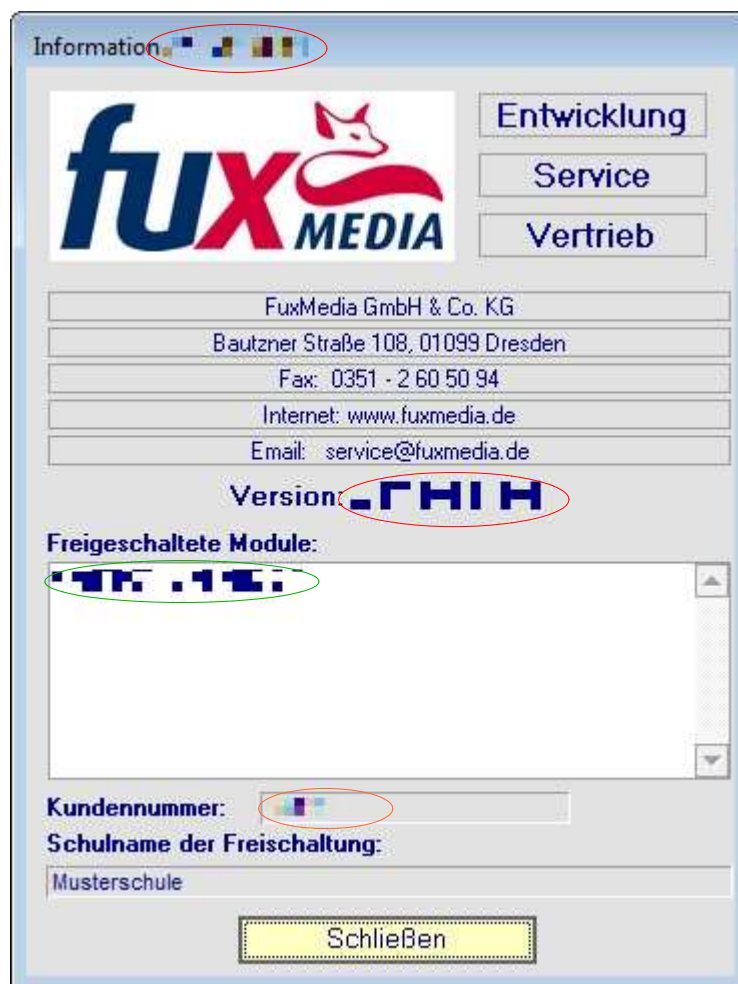 Information
fux
MEDIA
Entwicklung
Service
Vertrieb
FuxMedia GmbH & Co. KG
Bautzner Straße 108, 01099 Dresden
Fax: 0351 - 2 60 50 94
Internet: www.fuxmedia.de
Email: service@fuxmedia.de
Version:
Freigeschaltete Module:
Kundennummer:
Schulname der Freischaltung:
Musterschule
Schließen